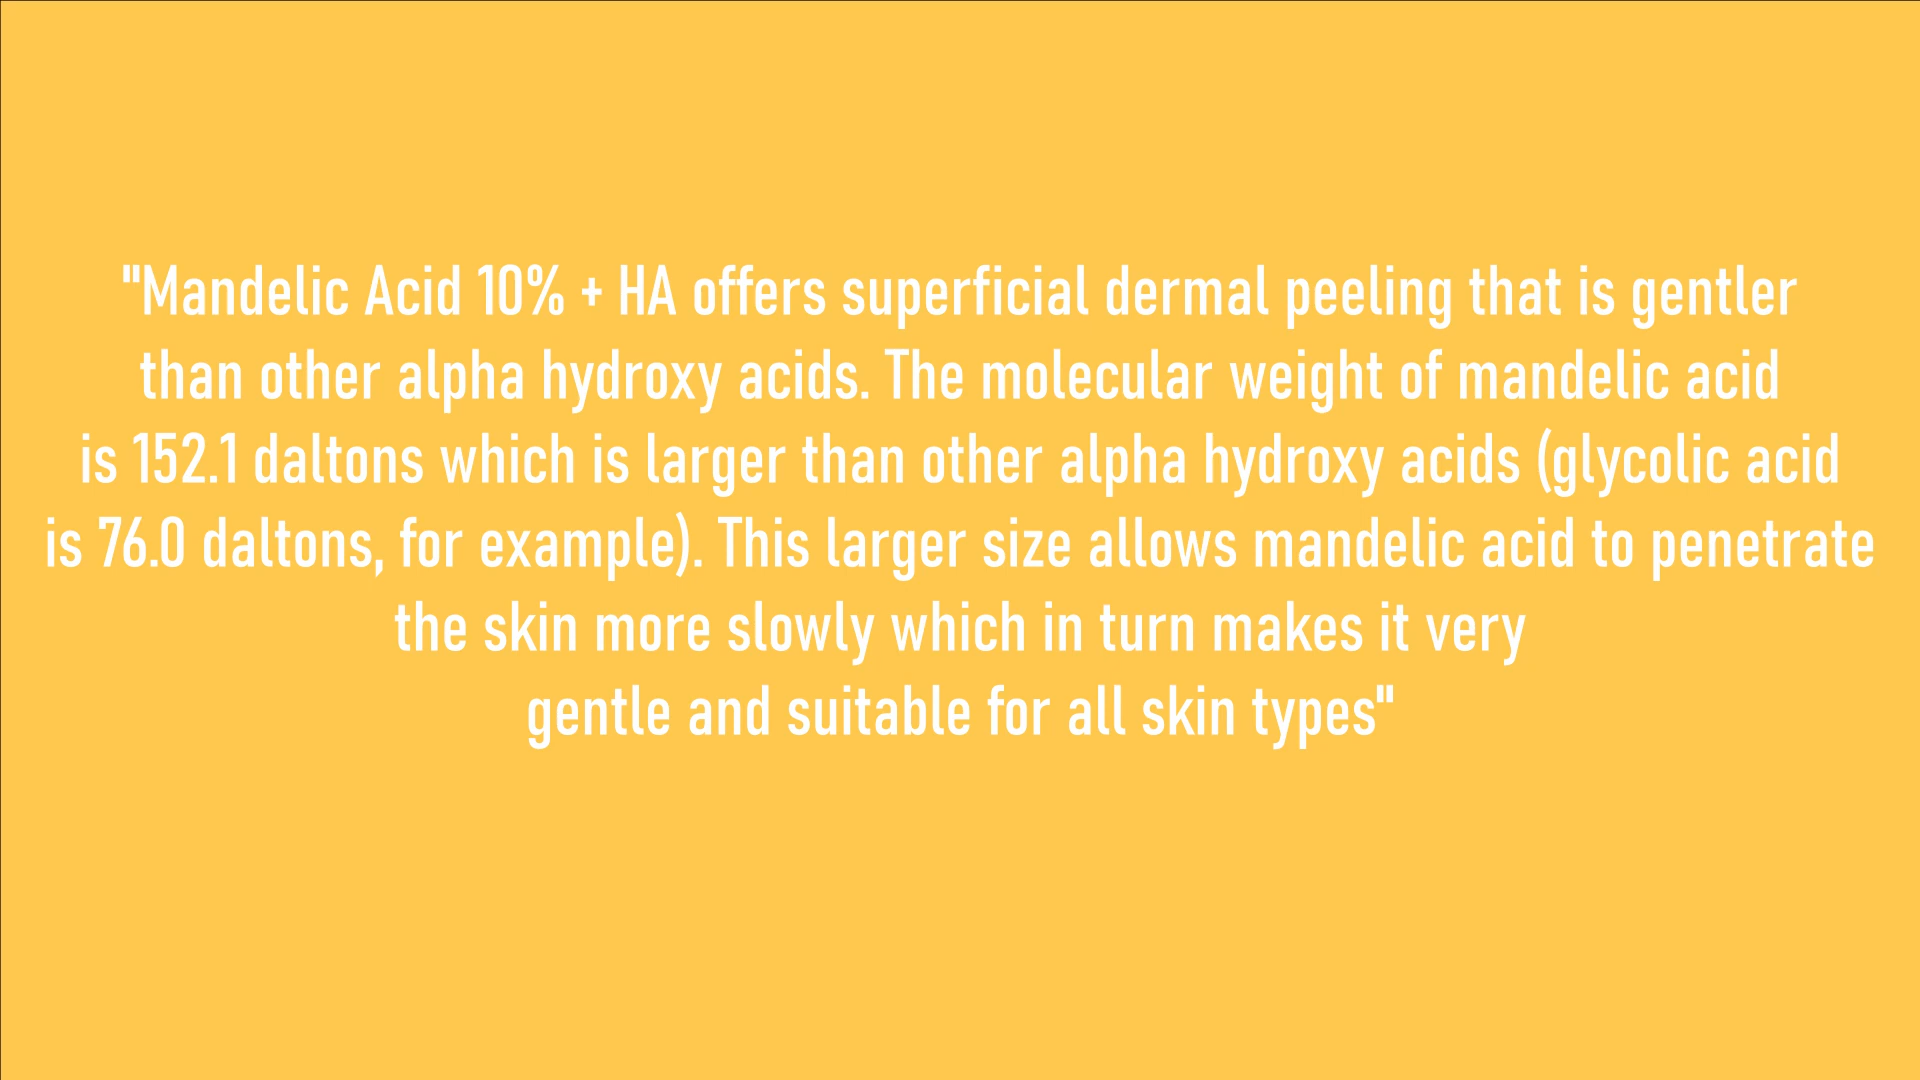 "Mandelic Acid 10% + HA offers superficial dermal peeling that is gentler
than other alpha hydroxy acids. The molecular weight of mandelic acid
is 152.1 daltons which is larger than other alpha hydroxy acids (glycolic acid
is 76.0 daltons, for example). This larger size allows mandelic acid to penetrate
the skin more slowly which in turn makes it very
gentle and suitable for all skin types"